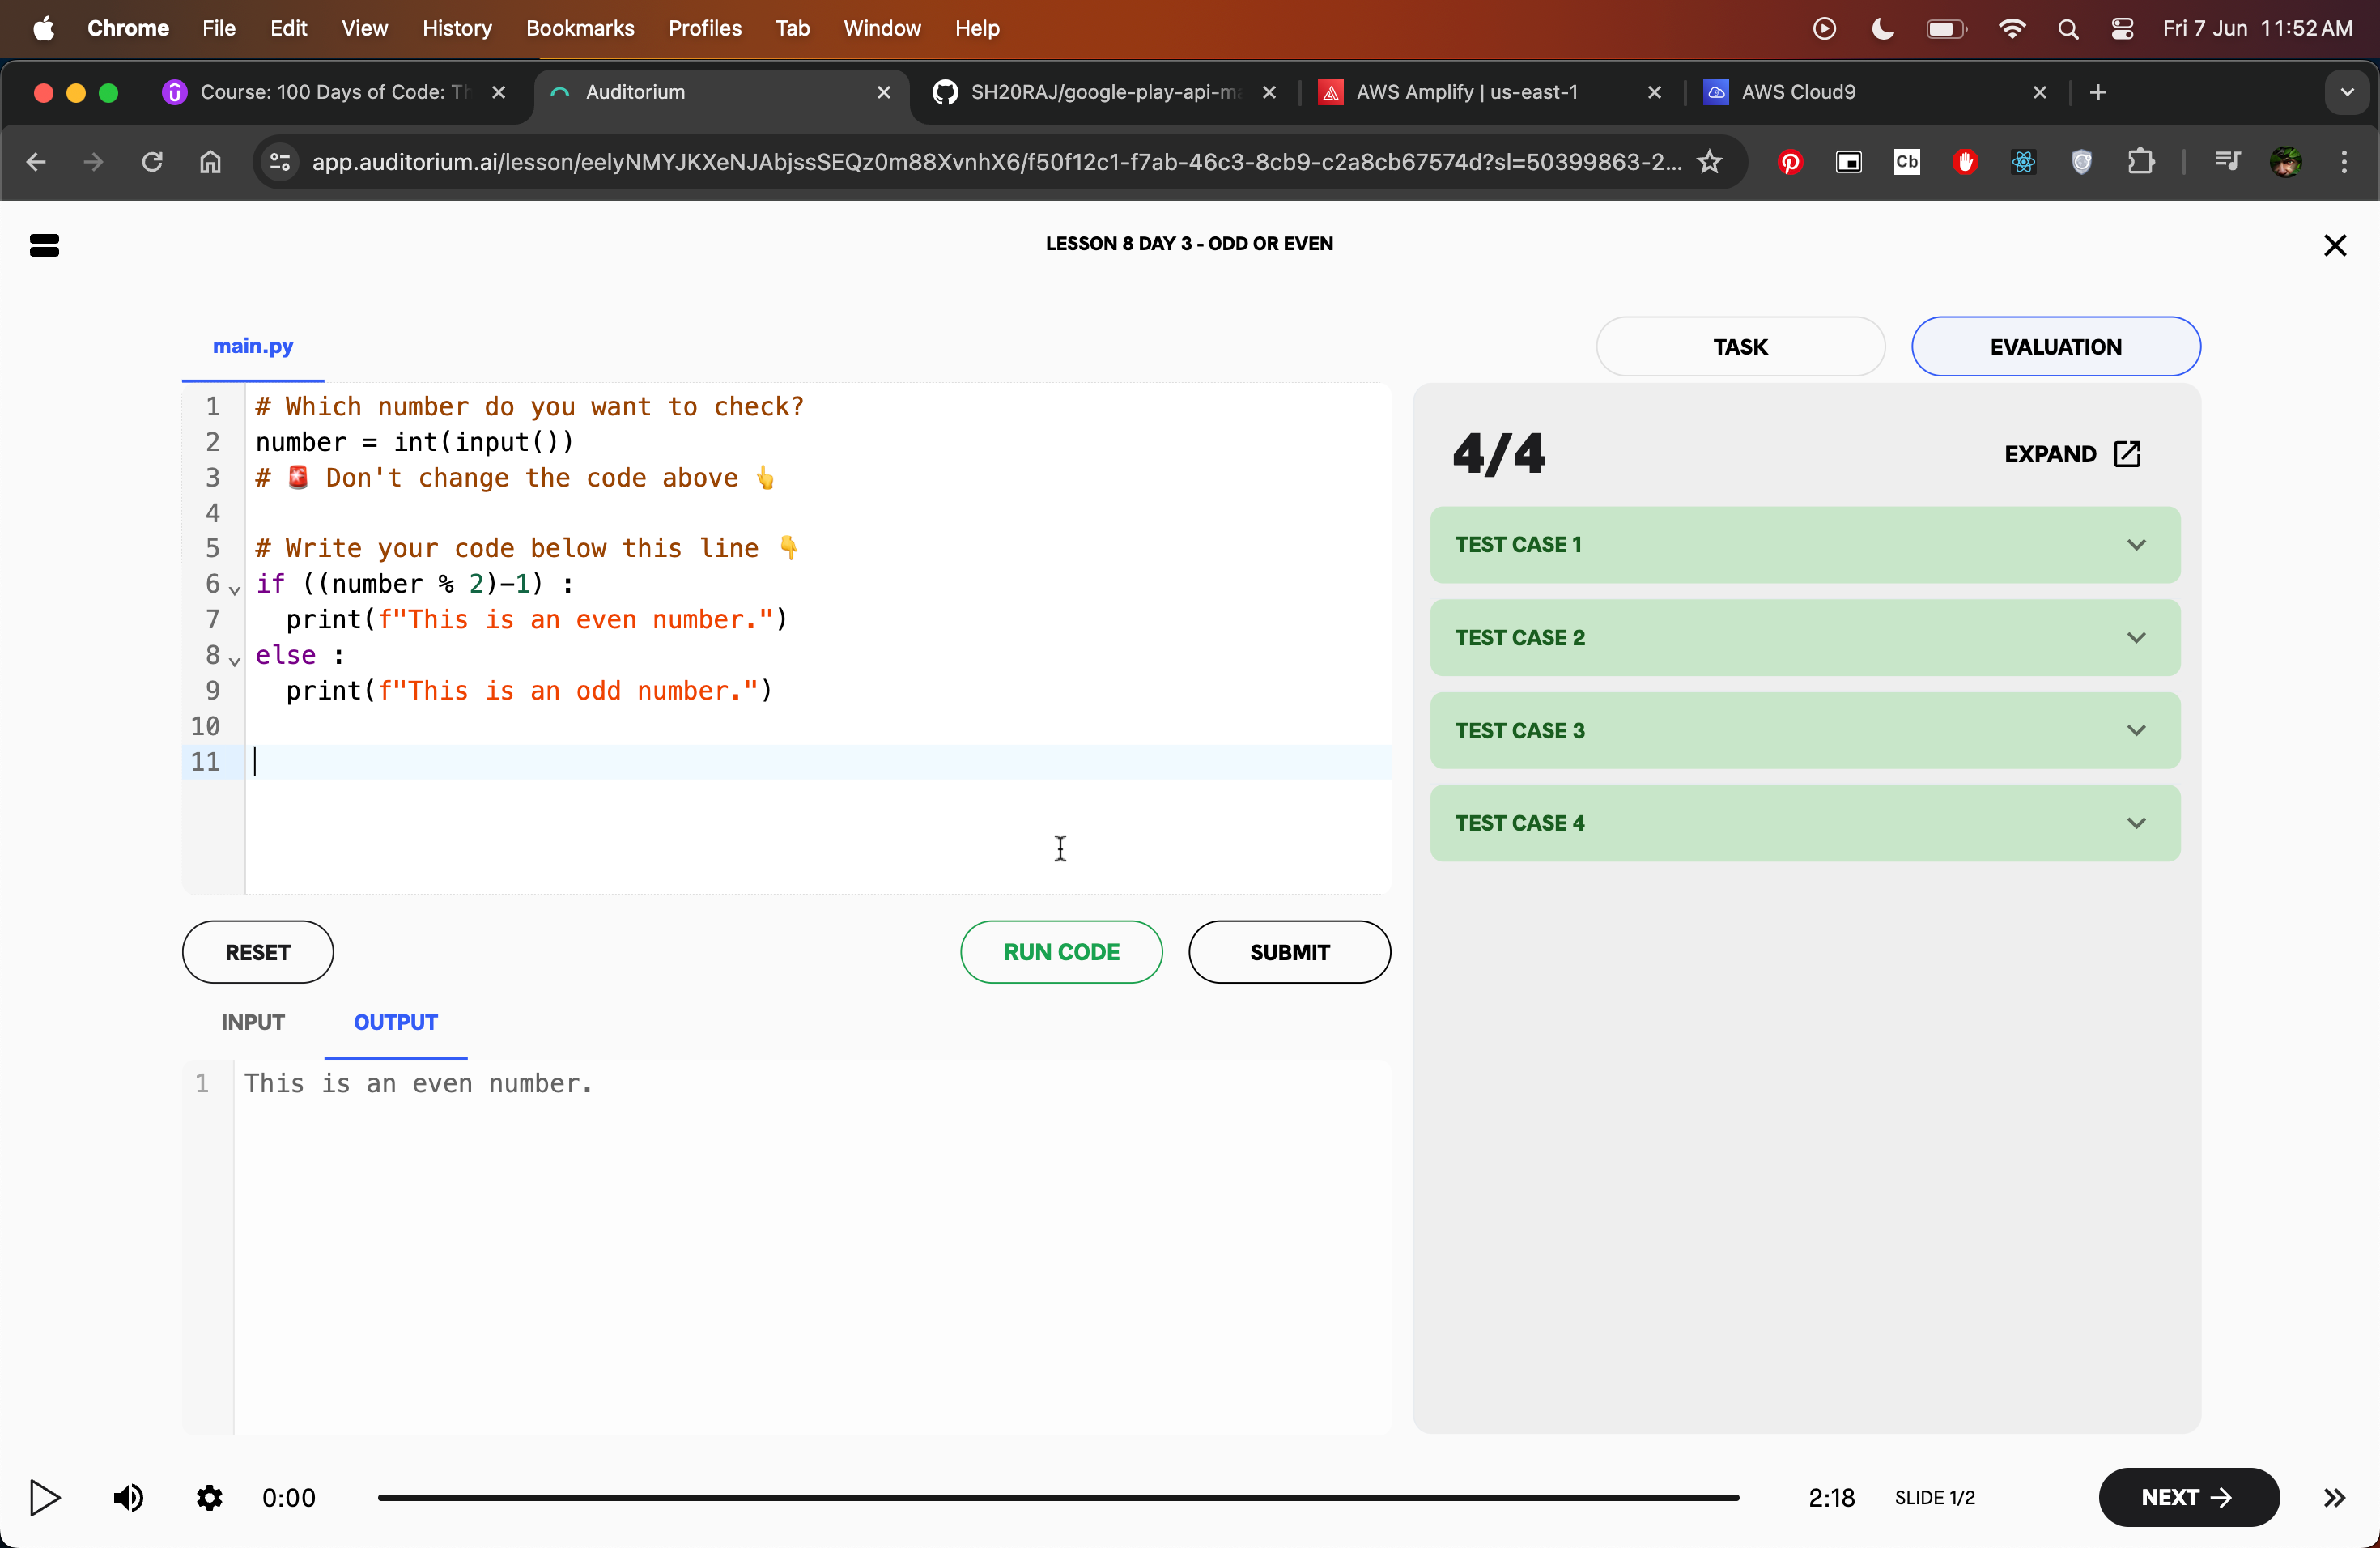 Chrome File Edit View History Bookmarks Profiles Tab Window Help Fri 7 Jun 11:52 AM
Course: 100 Days of Code: Auditorium SH20RAJ/google-play-api-ma AWS Amplify | us-east-1 AWS Cloud9
app.auditorium.ai/lesson/eelyNMYJKXeNJAbjssSEQz0m88XvnhX6/f50f12c1-f7ab-46c3-8cb9-c2a8cb67574d?sl=50399863-2... Cb
LESSON 8 DAY 3 - ODD OR EVEN
main.py
TASK EVALUATION
1 # Which number do you want to check?
2 number = int(input())
3 # 🚨 Don't change the code above 👆
4
5 # Write your code below this line 👇
6 if ((number % 2)-1) :
7 print(f"This is an even number.")
8 else :
9 print(f"This is an odd number.")
10
11
4/4 EXPAND
TEST CASE 1
TEST CASE 2
TEST CASE 3
TEST CASE 4
RESET RUN CODE SUBMIT
INPUT OUTPUT
1 This is an even number.
0:00 2:18 SLIDE 1/2 NEXT →